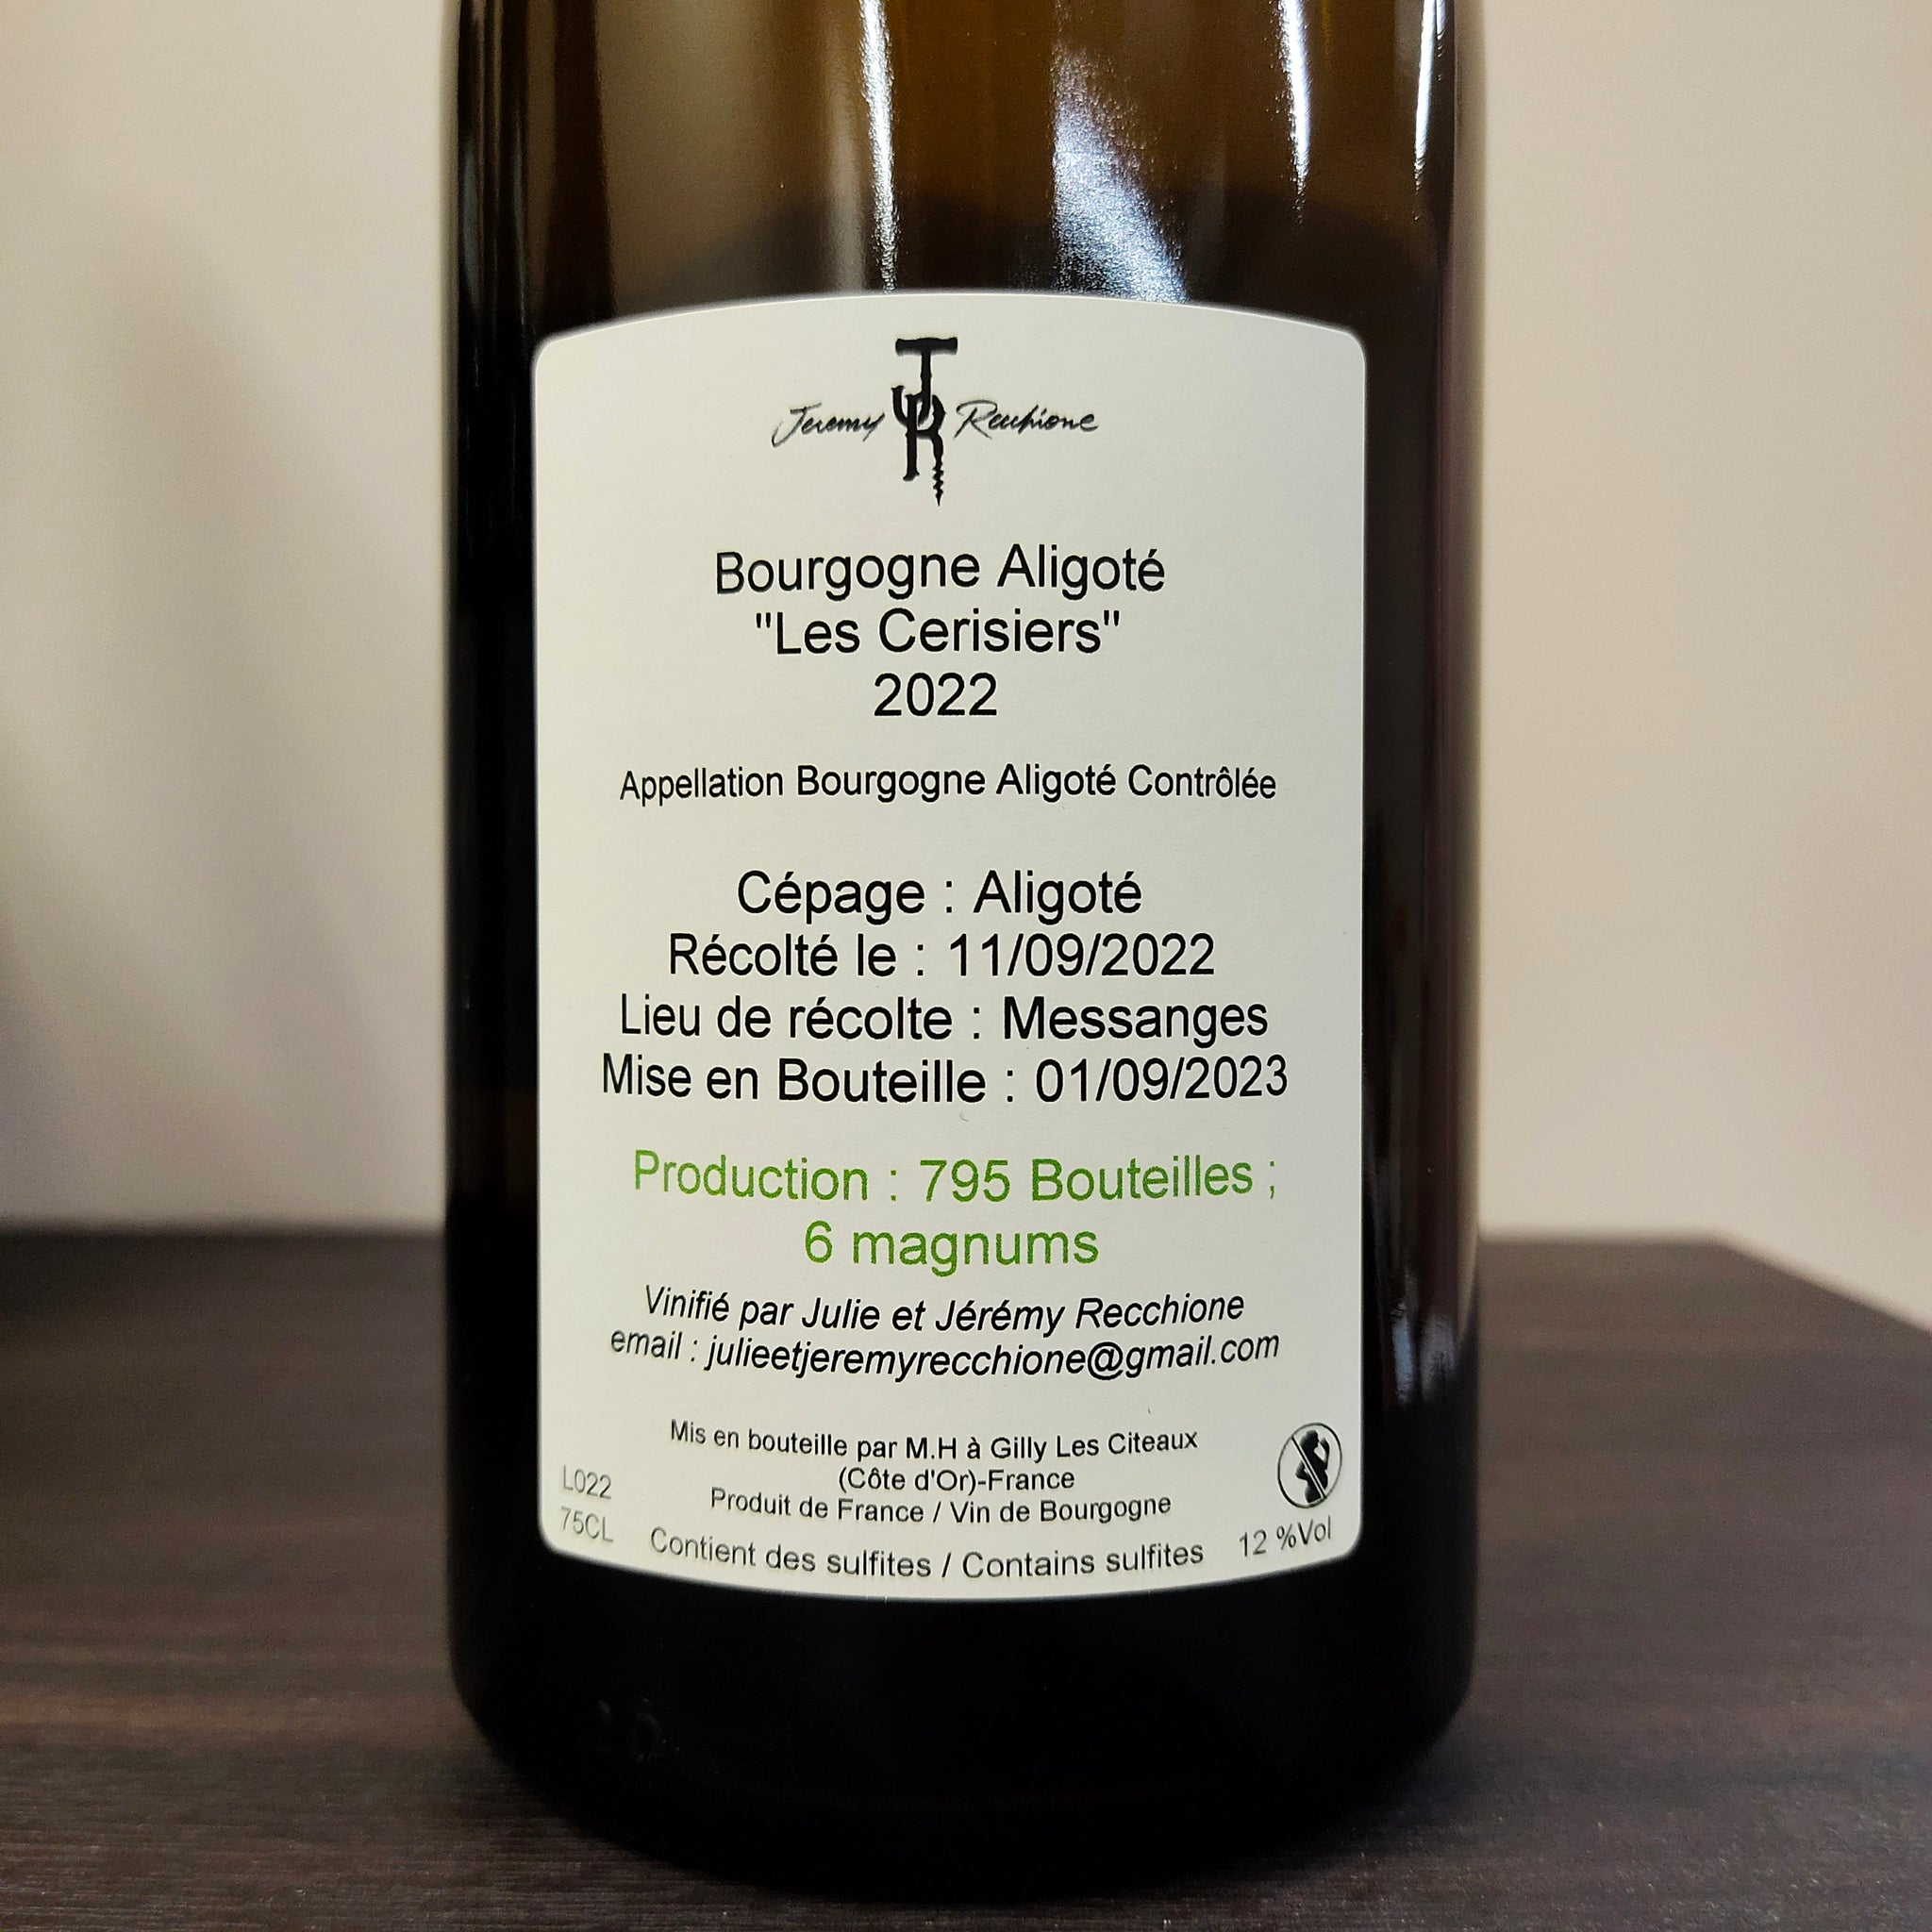 Jeremy JR Recchione
Bourgogne Aligoté
"Les Cerisiers"
2022
Appellation Bourgogne Aligoté Contrôlée
Cépage : Aligoté
Récolté le : 11/09/2022
Lieu de récolte : Messanges
Mise en Bouteille : 01/09/2023
Production : 795 Bouteilles ;
6 magnums
Vinifié par Julie et Jérémy Recchione
email : julieetjeremyrecchione@gmail.com
Mis en bouteille par M.H à Gilly Les Citeaux
(Côte d'Or)-France
Produit de France / Vin de Bourgogne
L022
75CL
Contient des sulfites / Contains sulfites
12 %Vol